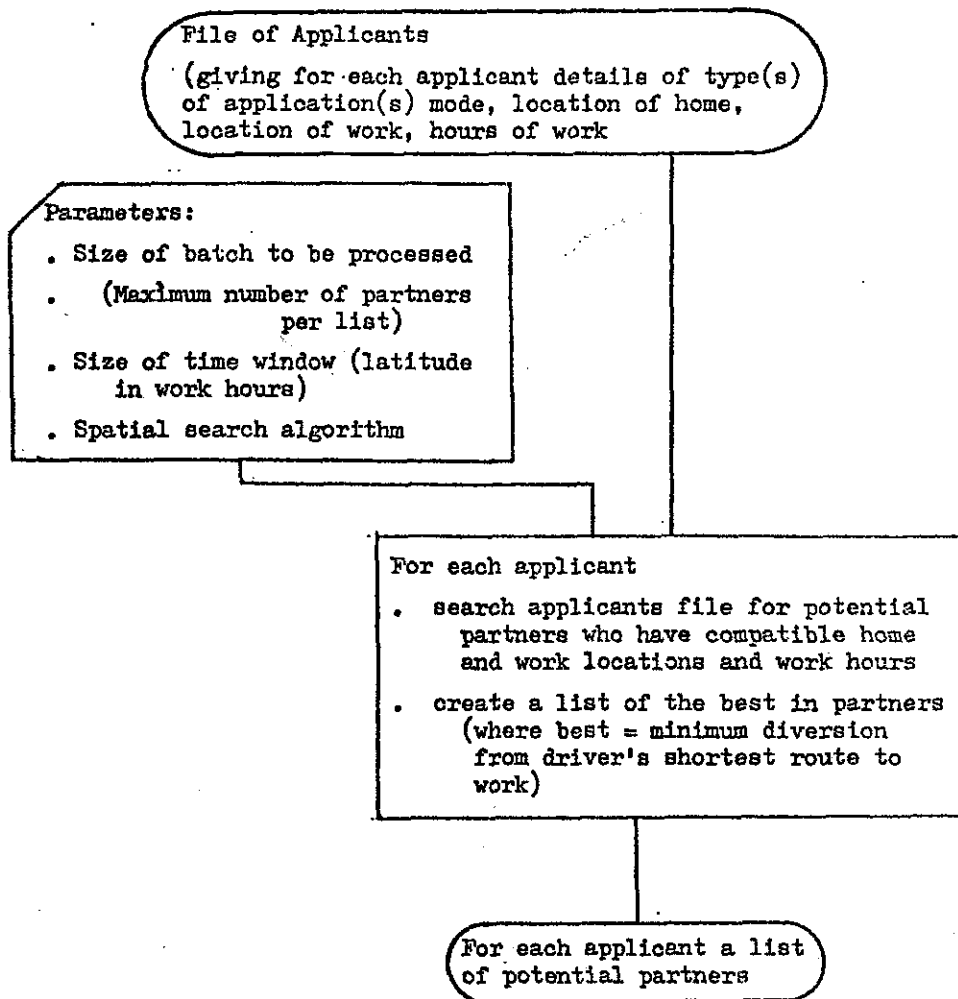 File of Applicants
(giving for each applicant details of type(s)
of application(s) mode, location of home,
location of work, hours of work
Parameters:
. Size of batch to be processed
. (Maximum number of partners
per list)
. Size of time window (latitude
in work hours)
. Spatial search algorithm
For each applicant
. search applicants file for potential
partners who have compatible home
and work locations and work hours
. create a list of the best in partners
(where best = minimum diversion
from driver's shortest route to
work)
For each applicant a list
of potential partners